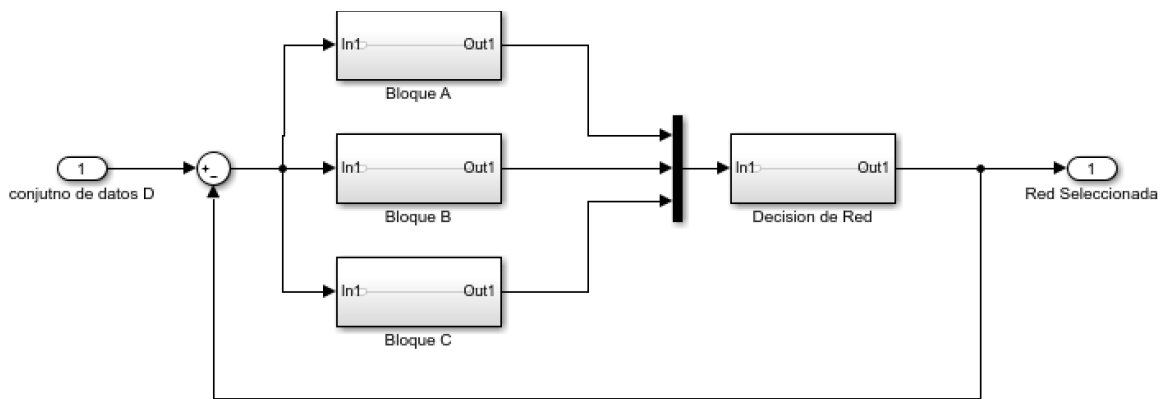 In1 Out1
Bloque A
1
conjutno de datos D
+
−
In1 Out1
Bloque B
In1 Out1
Bloque C
In1 Out1
Decision de Red
1
Red Seleccionada